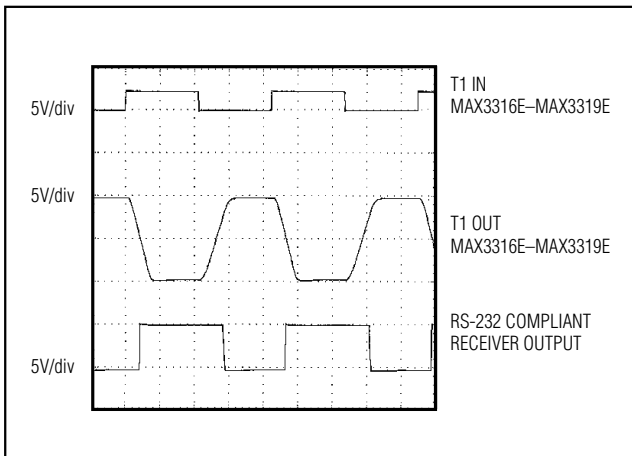 T1 IN
MAX3316E–MAX3319E
5V/div
5V/div
T1 OUT
MAX3316E–MAX3319E
RS-232 COMPLIANT
RECEIVER OUTPUT
5V/div